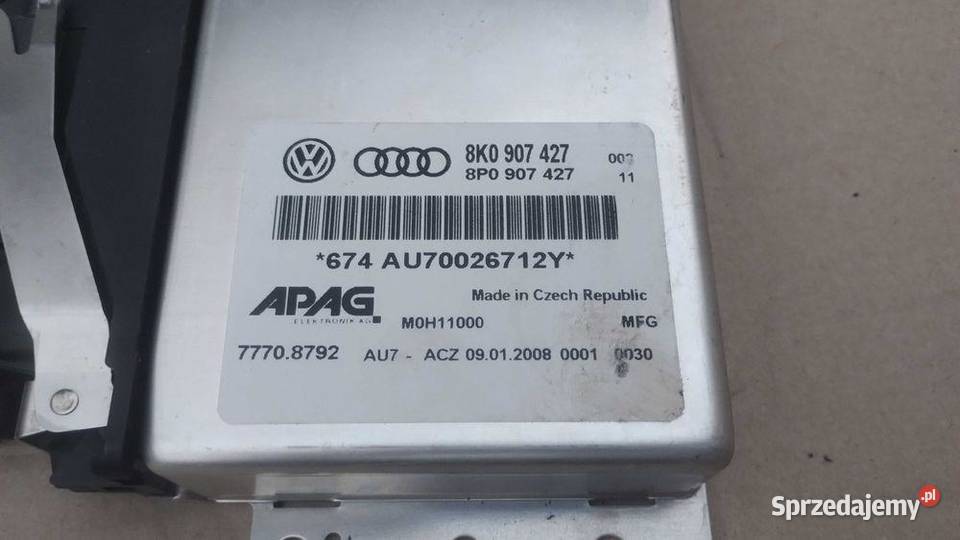 8K0 907 427
8P0 907 427 11
*674 AU70026712Y*
APAG
ELEKTRONIK AG
Made in Czech Republic
M0H11000 MFG
7770.8792 AU7 - ACZ 09.01.2008 0001 0030
Sprzedajemy.pl